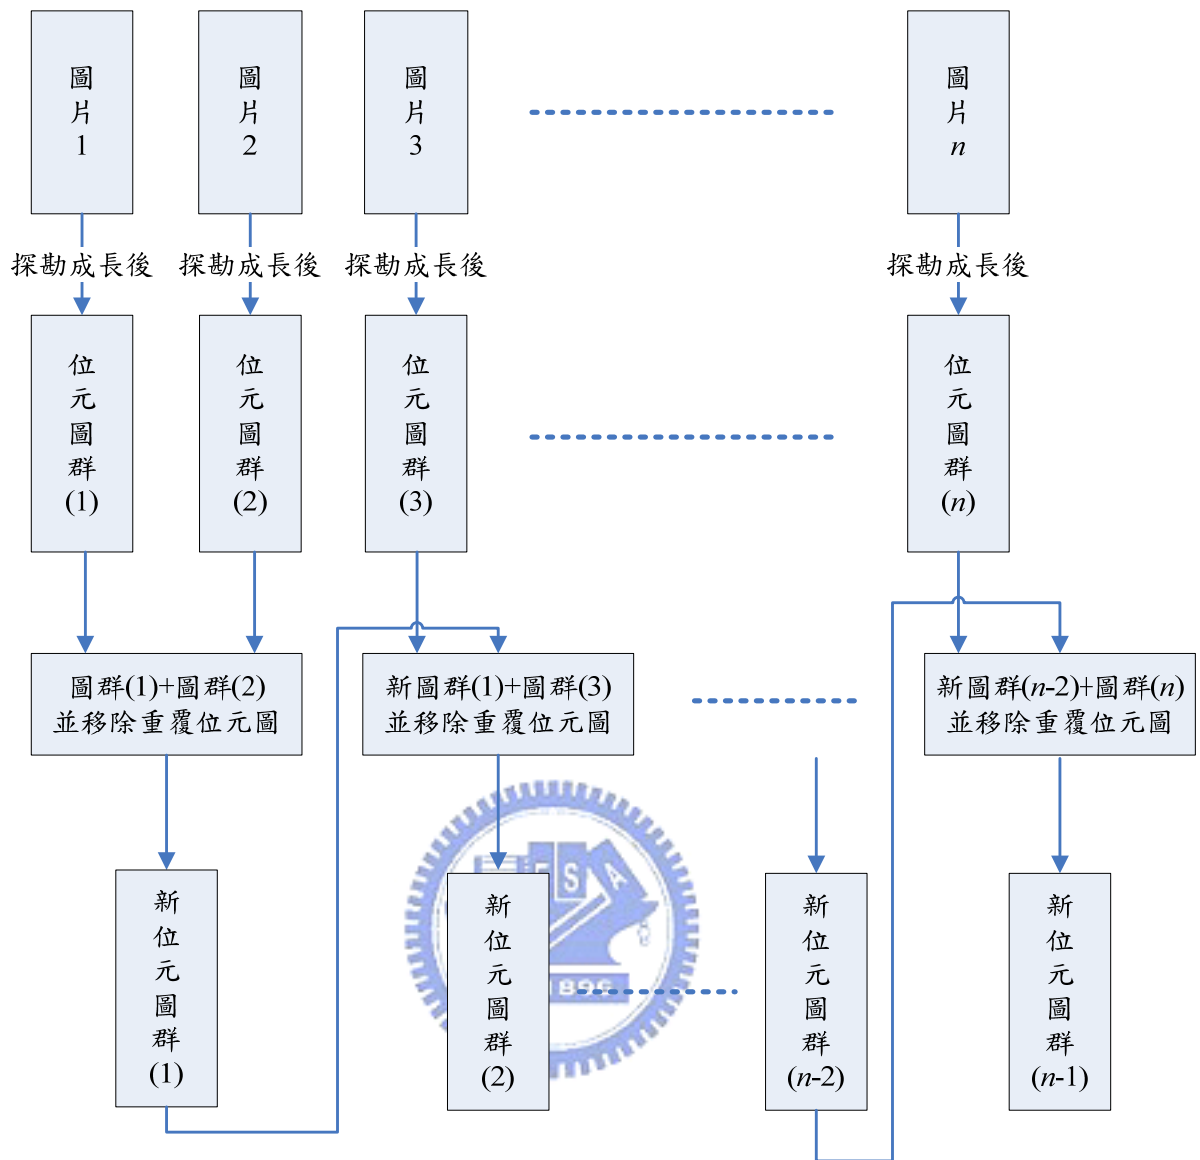 圖片1
圖片2
圖片3
圖片n
探勘成長後
探勘成長後
探勘成長後
探勘成長後
位元圖群(1)
位元圖群(2)
位元圖群(3)
位元圖群(n)
圖群(1)+圖群(2)
並移除重覆位元圖
新圖群(1)+圖群(3)
並移除重覆位元圖
新圖群(n-2)+圖群(n)
並移除重覆位元圖
新位元圖群(1)
新位元圖群(2)
新位元圖群(n-2)
新位元圖群(n-1)
E S A
1896